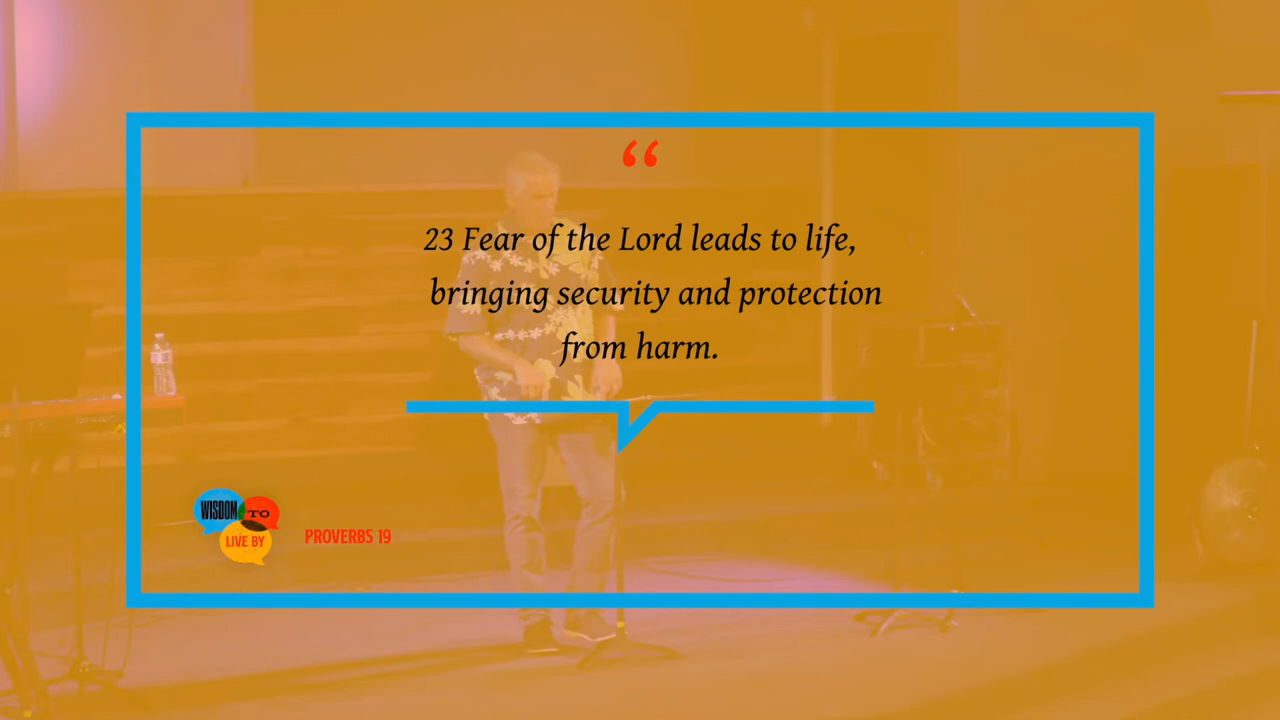 “
23 Fear of the Lord leads to life,
bringing security and protection
from harm.
WISDOM TO
LIVE BY
PROVERBS 19